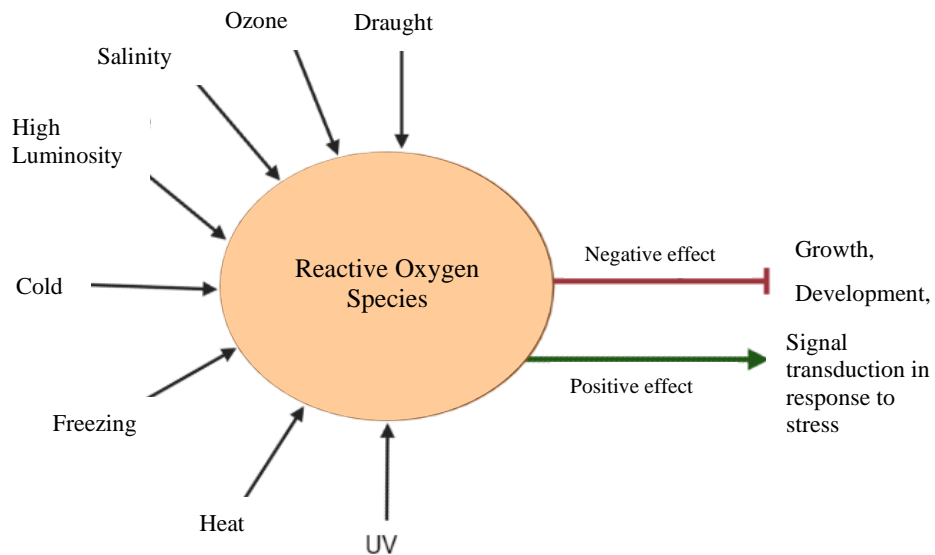 Ozone
Draught
Salinity
High
Luminosity
Cold
Freezing
Heat
UV
Reactive Oxygen
Species
Negative effect
Positive effect
Growth,
Development,
Signal
transduction in
response to
stress